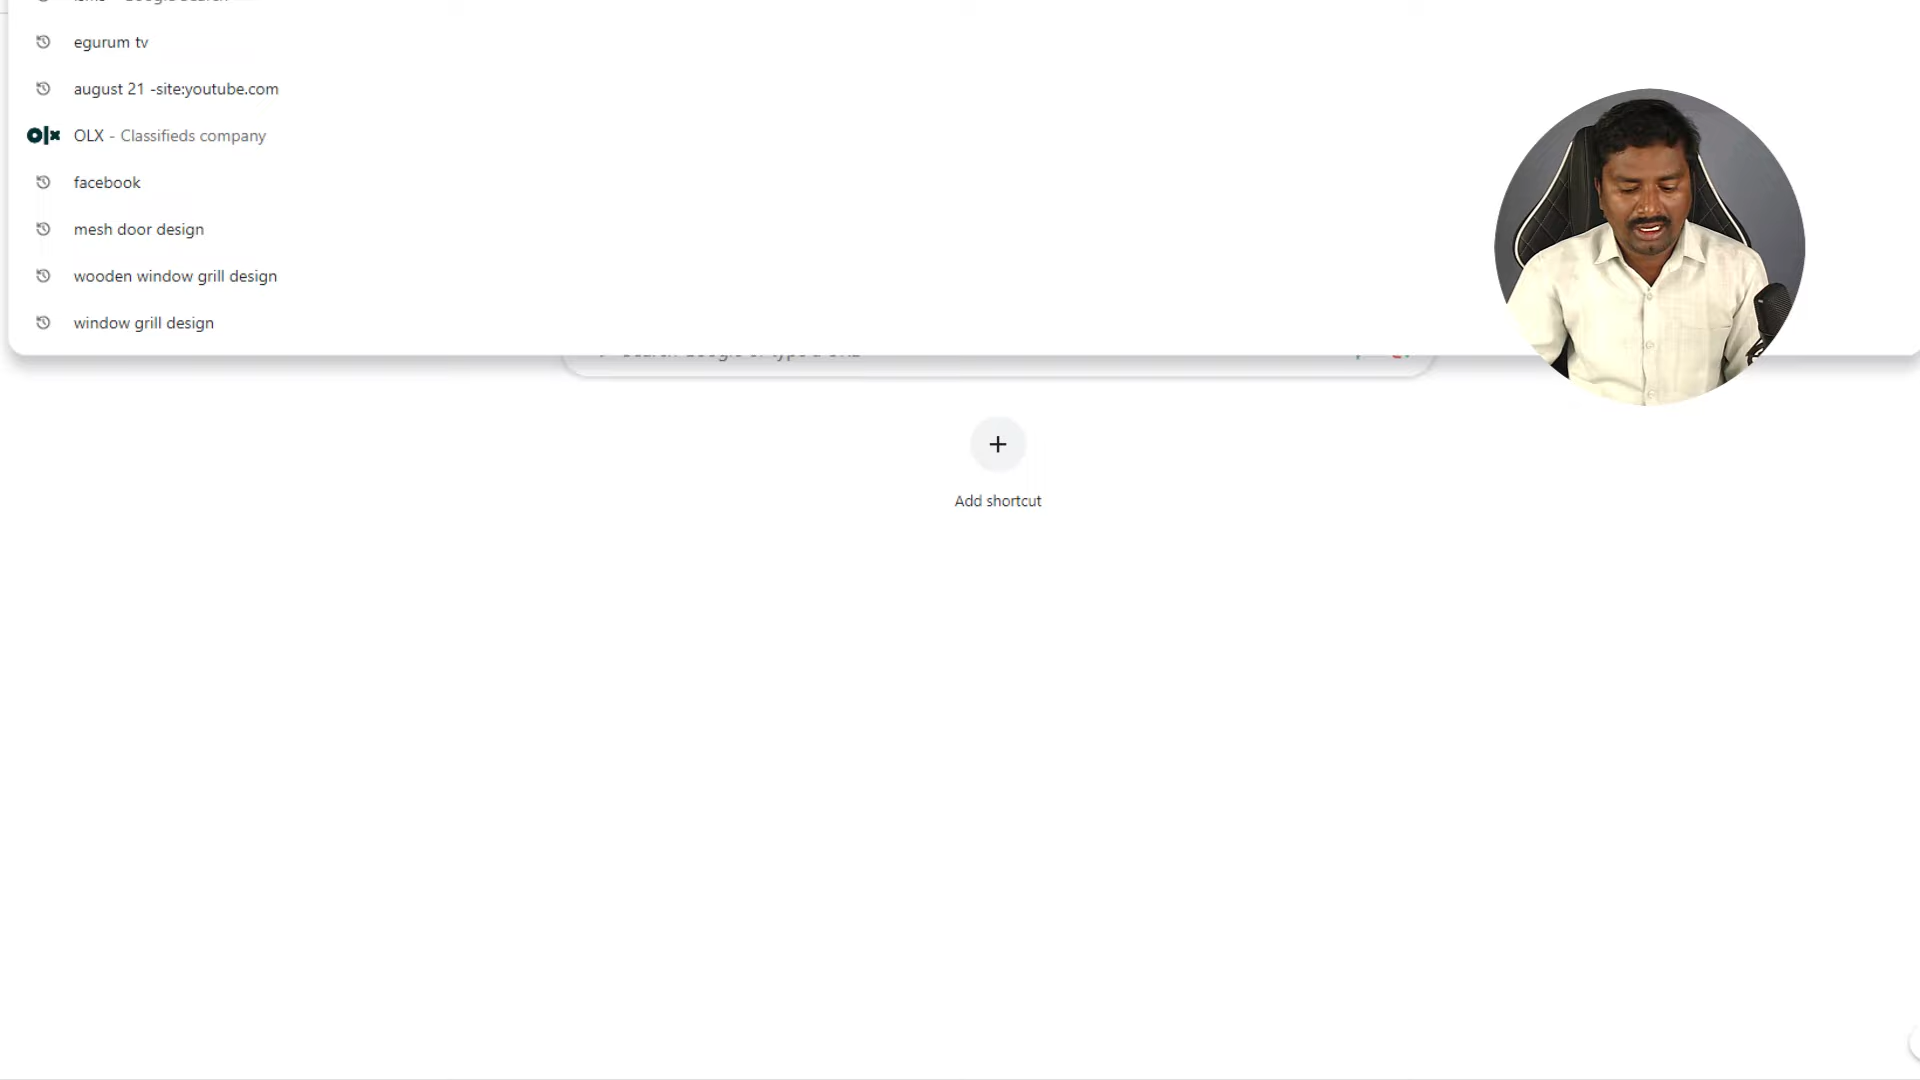 egurum tv
august 21 -site:youtube.com
olx OLX - Classifieds company
facebook
mesh door design
wooden window grill design
window grill design
Add shortcut